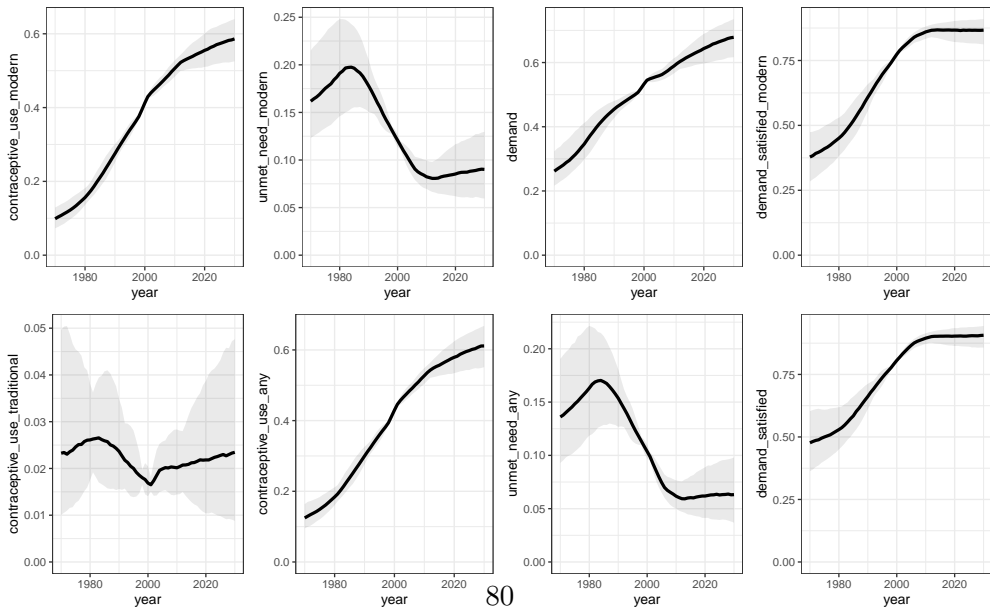 contraceptive_use_modern
0.6
0.4
0.2
0.0
1980 2000 2020
year
unmet_need_modern
0.25
0.20
0.15
0.10
0.05
0.00
1980 2000 2020
year
demand
0.6
0.4
0.2
0.0
1980 2000 2020
year
demand_satisfied_modern
0.75
0.50
0.25
0.00
1980 2000 2020
year
contraceptive_use_traditional
0.05
0.04
0.03
0.02
0.01
0.00
1980 2000 2020
year
contraceptive_use_any
0.6
0.4
0.2
0.0
1980 2000 2020
year
unmet_need_any
0.20
0.15
0.10
0.05
0.00
1980 2000 2020
year
demand_satisfied
0.75
0.50
0.25
0.00
1980 2000 2020
year
80